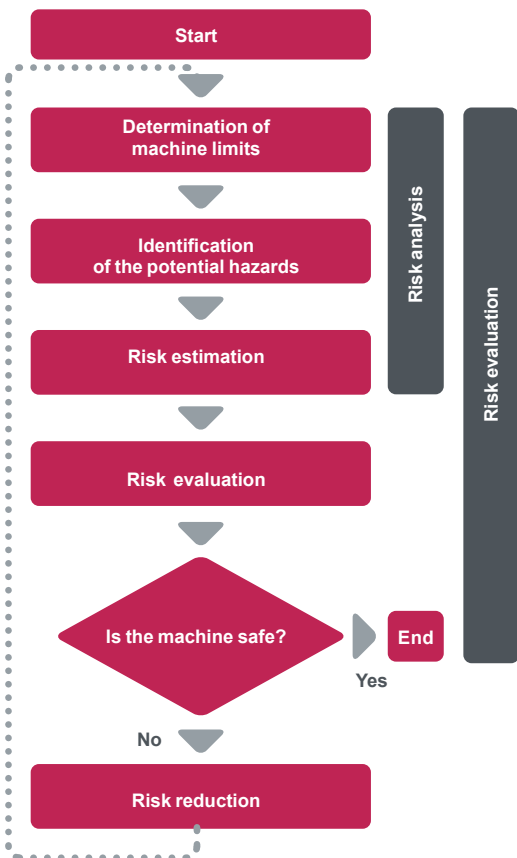 Start
Determination of
machine limits
Identification
of the potential hazards
Risk estimation
Risk analysis
Risk evaluation
Risk evaluation
Is the machine safe?
End
Yes
No
Risk reduction